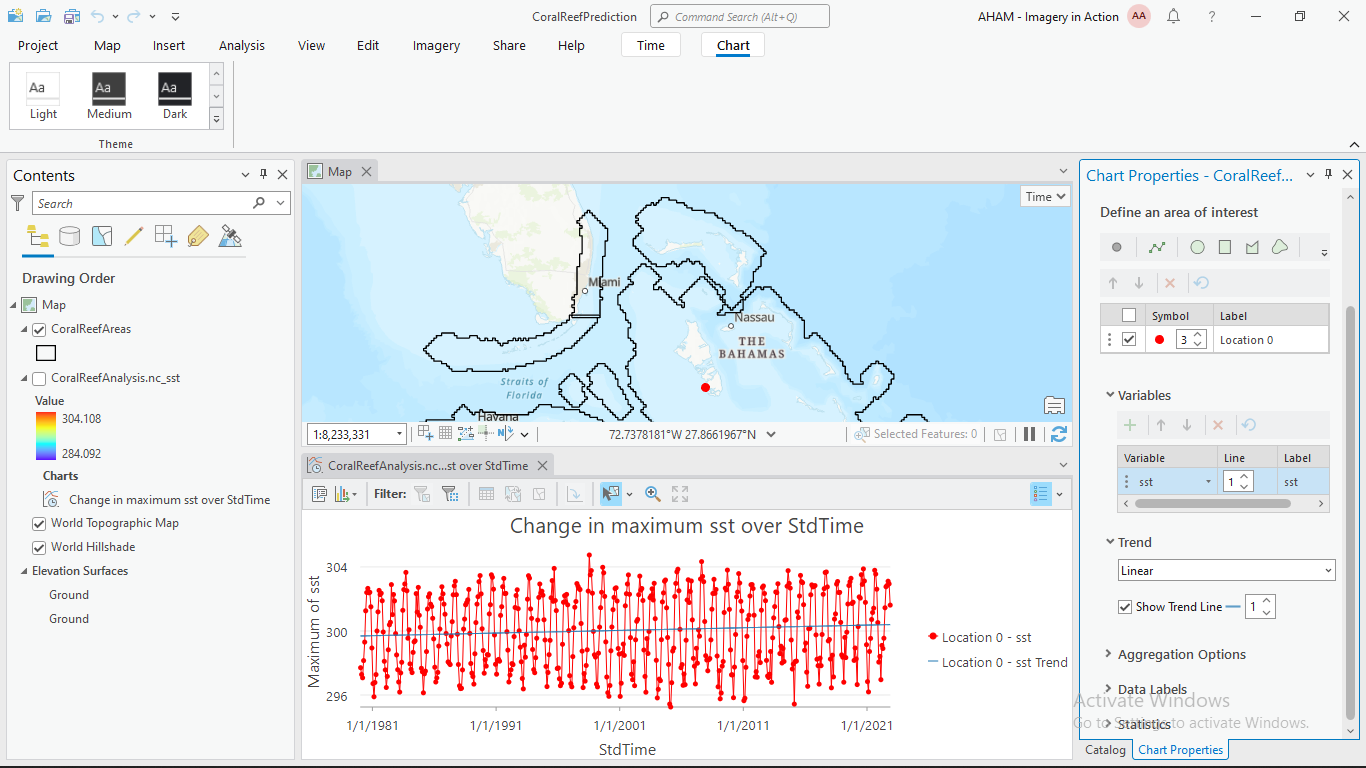 CoralReefPrediction
Command Search (Alt+Q)
AHAM - Imagery in Action
AA
?
Project
Map
Insert
Analysis
View
Edit
Imagery
Share
Help
Time
Chart
Aa
Aa
Aa
Light
Medium
Dark
Theme
Contents
Search
Drawing Order
Map
CoralReefAreas
CoralReefAnalysis.nc_sst
Value
304.108
284.092
Charts
Change in maximum sst over StdTime
World Topographic Map
World Hillshade
Elevation Surfaces
Ground
Ground
Map
Time
Miami
Nassau
THE
BAHAMAS
Straits of
Florida
Havana
1:8,233,331
72.7378181°W 27.8661967°N
Selected Features: 0
CoralReefAnalysis.nc...st over StdTime
Filter:
Change in maximum sst over StdTime
Maximum of sst
304
300
296
1/1/1981
1/1/1991
1/1/2001
1/1/2011
1/1/2021
StdTime
Location 0 - sst
Location 0 - sst Trend
Chart Properties - CoralReef...
Define an area of interest
Symbol
Label
3
Location 0
Variables
Variable
Line
Label
sst
1
sst
Trend
Linear
Show Trend Line
1
Aggregation Options
Data Labels
Statistics
Activate Windows
Go to Settings to activate Windows.
Catalog
Chart Properties